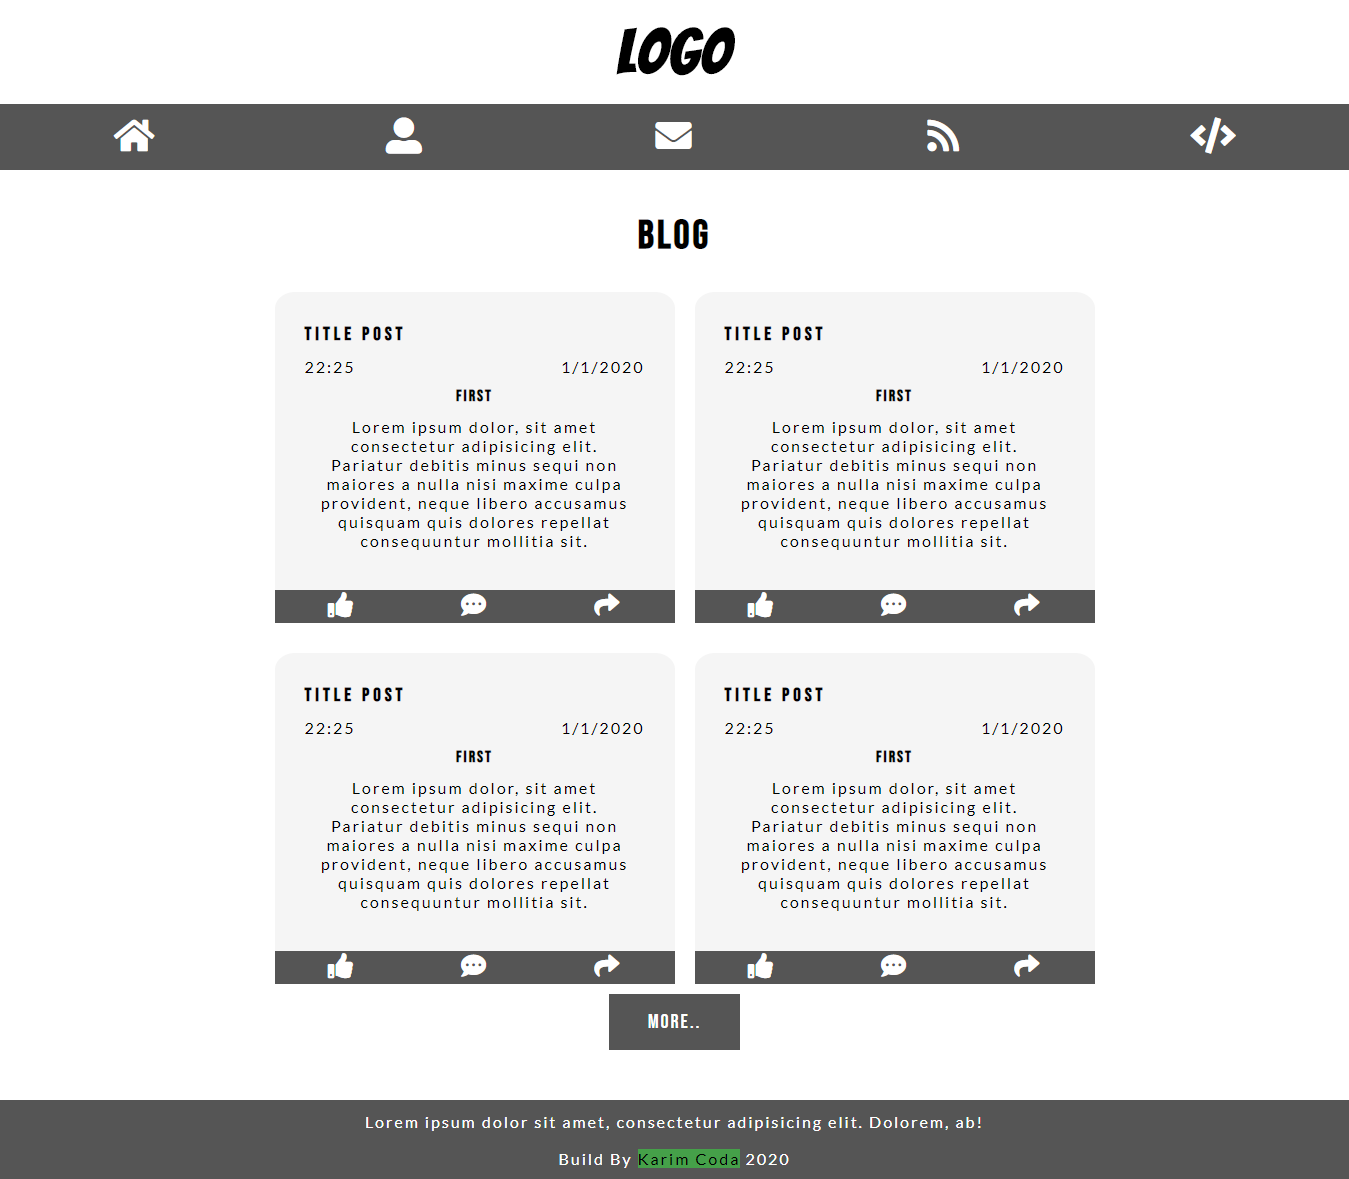 LOGO
BLOG
TITLE POST
22:25 1/1/2020
FIRST
Lorem ipsum dolor, sit amet
consectetur adipisicing elit.
Pariatur debitis minus sequi non
maiores a nulla nisi maxime culpa
provident, neque libero accusamus
quisquam quis dolores repellat
consequuntur mollitia sit.
TITLE POST
22:25 1/1/2020
FIRST
Lorem ipsum dolor, sit amet
consectetur adipisicing elit.
Pariatur debitis minus sequi non
maiores a nulla nisi maxime culpa
provident, neque libero accusamus
quisquam quis dolores repellat
consequuntur mollitia sit.
TITLE POST
22:25 1/1/2020
FIRST
Lorem ipsum dolor, sit amet
consectetur adipisicing elit.
Pariatur debitis minus sequi non
maiores a nulla nisi maxime culpa
provident, neque libero accusamus
quisquam quis dolores repellat
consequuntur mollitia sit.
TITLE POST
22:25 1/1/2020
FIRST
Lorem ipsum dolor, sit amet
consectetur adipisicing elit.
Pariatur debitis minus sequi non
maiores a nulla nisi maxime culpa
provident, neque libero accusamus
quisquam quis dolores repellat
consequuntur mollitia sit.
MORE..
Lorem ipsum dolor sit amet, consectetur adipisicing elit. Dolorem, ab!
Build By Karim Coda 2020